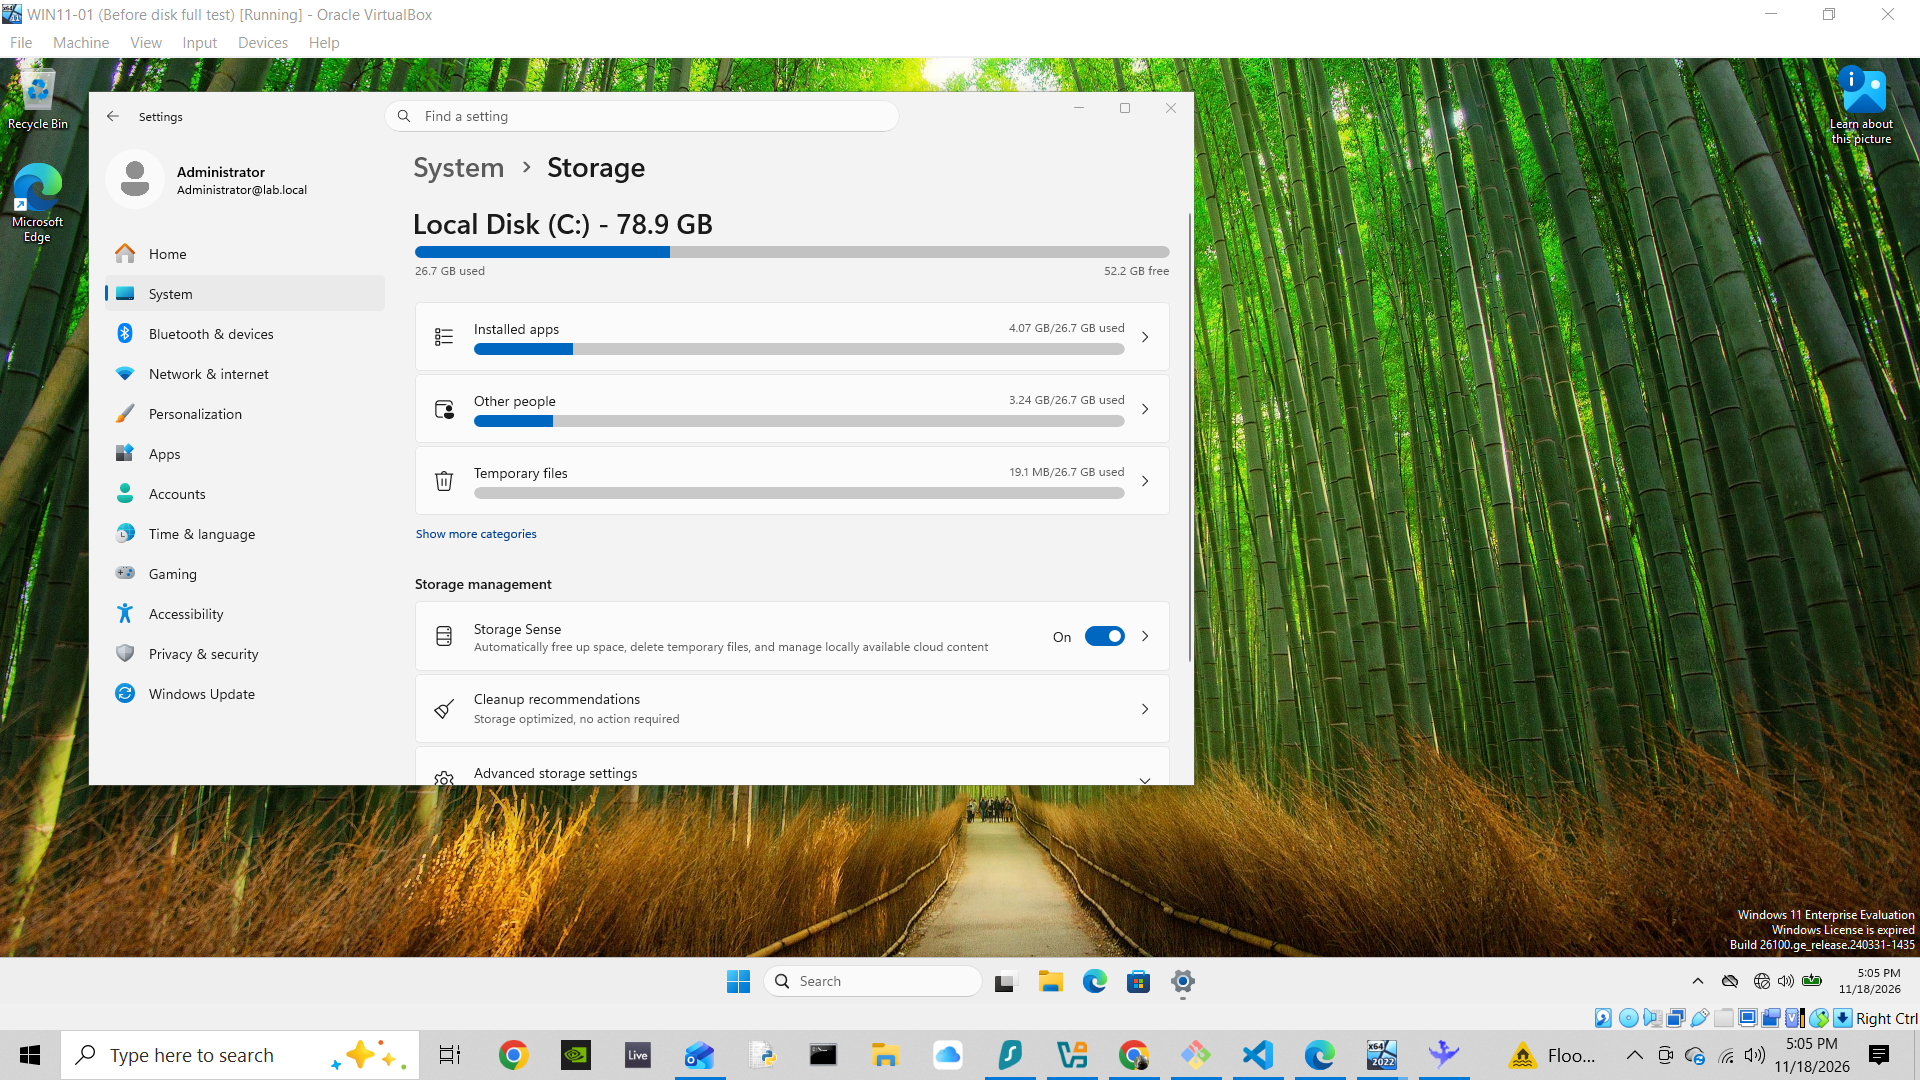 WIN11-01 (Before disk full test) [Running] - Oracle VirtualBox
File Machine View Input Devices Help
Recycle Bin
Microsoft
Edge
Learn about
this picture
Settings
Find a setting
Administrator
Administrator@lab.local
Home
System
Bluetooth & devices
Network & internet
Personalization
Apps
Accounts
Time & language
Gaming
Accessibility
Privacy & security
Windows Update
System > Storage
Local Disk (C:) - 78.9 GB
26.7 GB used
52.2 GB free
Installed apps
4.07 GB/26.7 GB used
Other people
3.24 GB/26.7 GB used
Temporary files
19.1 MB/26.7 GB used
Show more categories
Storage management
Storage Sense
Automatically free up space, delete temporary files, and manage locally available cloud content
On
Cleanup recommendations
Storage optimized, no action required
Advanced storage settings
Windows 11 Enterprise Evaluation
Windows License is expired
Build 26100.ge_release.240331-1435
Search
5:05 PM
11/18/2026
Right Ctrl
Type here to search
Live
x64
2022
Floo...
5:05 PM
11/18/2026